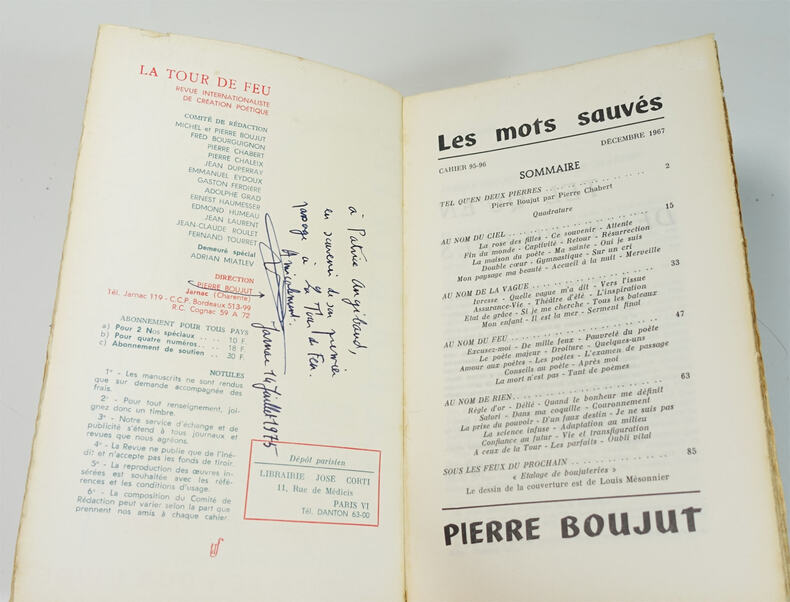 LA TOUR DE FEU
REVUE INTERNATIONALISTE
DE CRÉATION POÉTIQUE
COMITÉ DE RÉDACTION
MICHEL et PIERRE BOUJUT
FRED BOURGUIGNON
PIERRE CHABERT
PIERRE CHALEIX
JEAN DUPERRAY
EMMANUEL EYDOUX
GASTON FERDIÈRE
ADOLPHE GRAD
ERNEST HAUMESSER
EDMOND HUMEAU
JEAN LAURENT
JEAN-CLAUDE ROULET
FERNAND TOURRET
Demeuré spécial
ADRIAN MIATLEV
DIRECTION
PIERRE BOUJUT
Jarnac (Charente)
Tél. Jarnac 119 - C.C.P. Bordeaux 513-99
R.C. Cognac 59 A 72
ABONNEMENT POUR TOUS PAYS
a) Pour 2 Nos spéciaux .. .. 10 F.
b) Pour quatre numéros.. .. 18 F.
c) Abonnement de soutien .. 30 F.
NOTULES
1° - Les manuscrits ne sont rendus
que sur demande accompagnée des
frais.
2° - Pour tout renseignement, joi-
gnez donc un timbre.
3° - Notre service d'échange et de
publicité s'étend à tous journaux et
revues que nous agréons.
4° - La Revue ne publie que de l'iné-
dit et n'accepte pas les fonds de tiroir.
5° - La reproduction des œuvres in-
sérées est souhaitée avec les réfé-
rences et les conditions d'usage.
6° - La composition du Comité de
Rédaction peut varier selon la part que
prennent nos amis à chaque cahier.
à Patrice Angibaud,
en souvenir de son premier
passage à la Tour de
Feu.
Amicalement.
Jarnac 14 Juillet 1975
Dépôt parisien
LIBRAIRIE JOSÉ CORTI
11, Rue de Médicis
PARIS VI
Tél. DANTON 63-00
Les mots sauvés
CAHIER 95-96 DÉCEMBRE 1967
SOMMAIRE
TEL QU'EN DEUX PIERRES .. .. .. .. .. .. 2
Pierre Boujut par Pierre Chabert
Quadrature
AU NOM DU CIEL .. .. .. .. .. .. 15
La rose des filles - Ce souvenir - Attente
Fin du monde - Captivité - Retour - Résurrection
La maison du poète - Ma sainte - Oui je suis
Double cœur - Gymnastique - Sur un cri
Mon paysage ma beauté - Accueil à la nuit - Merveille
AU NOM DE LA VAGUE .. .. .. .. .. .. 33
Ivresse - Quelle vague m'a dit - Vers l'issue
Assurance-Vie - Théâtre d'été - L'inspiration
Etat de grâce - Si je me cherche - Tous les bateaux
Mon enfant - Il est la mer - Serment final
AU NOM DU FEU .. .. .. .. .. .. 47
Excusez-moi - De mille feux - Pauvreté du poète
Le poète majeur - Droiture - Quelques-uns
Amour aux poètes - Les poètes - L'examen de passage
Conseils au poète - Après moi
La mort n'est pas - Tant de poèmes
AU NOM DE RIEN .. .. .. .. .. .. 63
Règle d'or - Délié - Quand le bonheur me définit
Satori - Dans ma coquille - Couronnement
La prise du pouvoir - D'un faux destin - Je ne suis pas
La science infuse - Adaptation au milieu
Confiance au futur - Vie et transfiguration
A ceux de la Tour - Les parfaits - Oubli vital
SOUS LES FEUX DU PROCHAIN .. .. .. .. .. .. 85
« Etaloge de boujuteries »
Le dessin de la couverture est de Louis Mésonnier
PIERRE BOUJUT